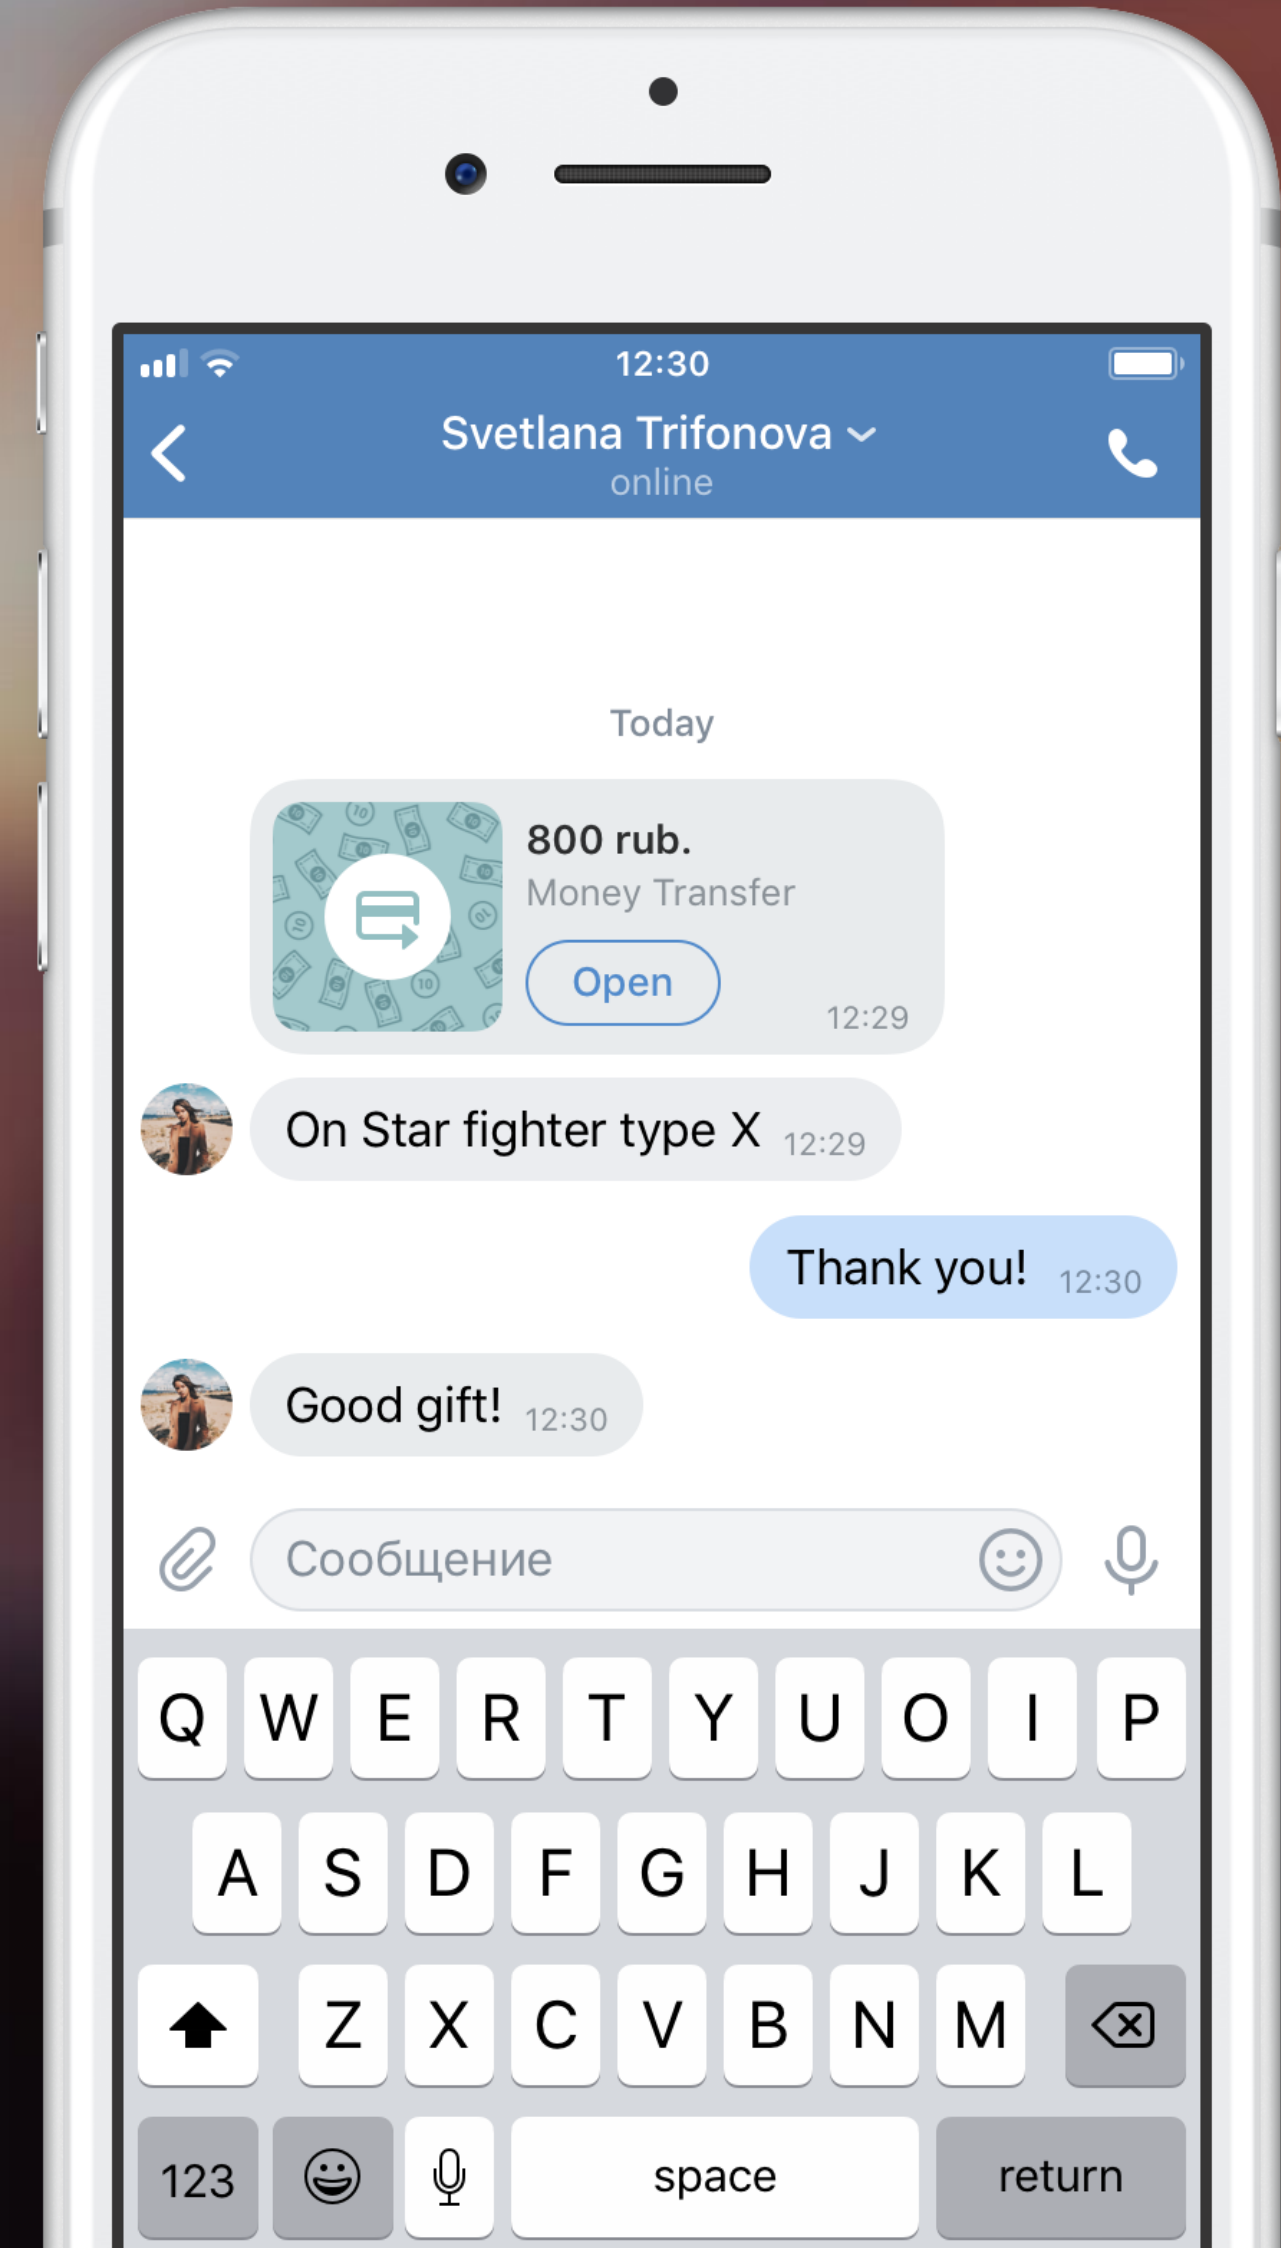 12:30
Svetlana Trifonova
online
Today
800 rub.
Money Transfer
Open
12:29
On Star fighter type X 12:29
Thank you! 12:30
Good gift! 12:30
Сообщение
Q W E R T Y U O I P
A S D F G H J K L
Z X C V B N M
123 space return